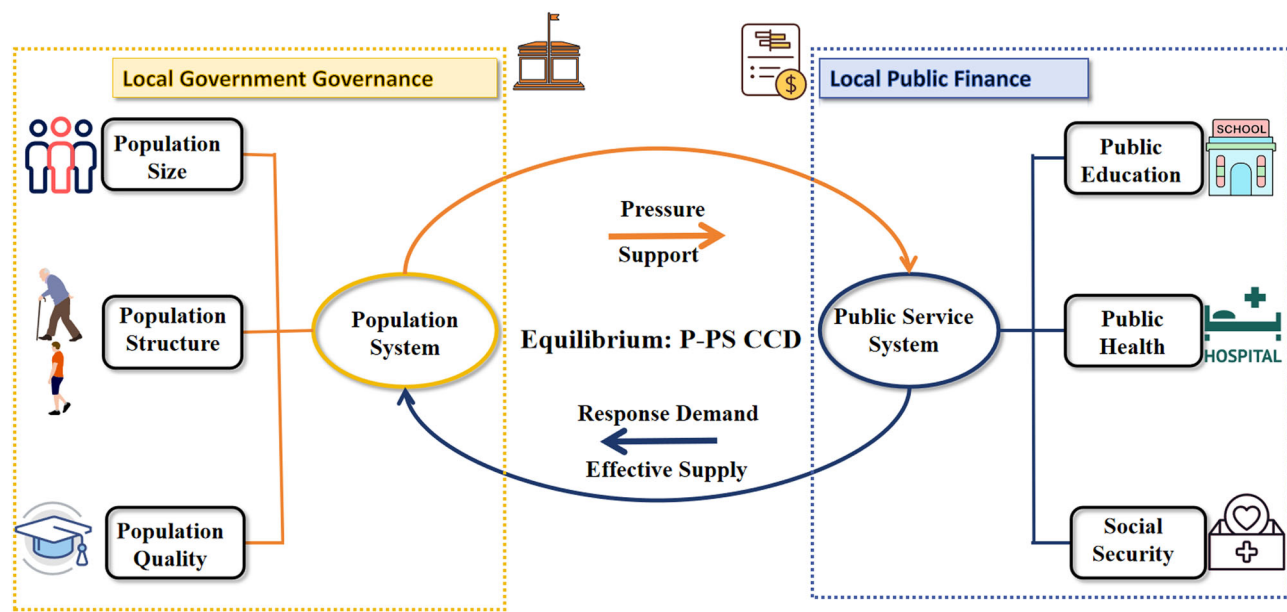 Local Government Governance
Local Public Finance
Population
Size
Population
Structure
Population
Quality
Population
System
Pressure
Support
Equilibrium: P-PS CCD
Response Demand
Effective Supply
Public Service
System
Public
Education
SCHOOL
Public
Health
HOSPITAL
Social
Security
$